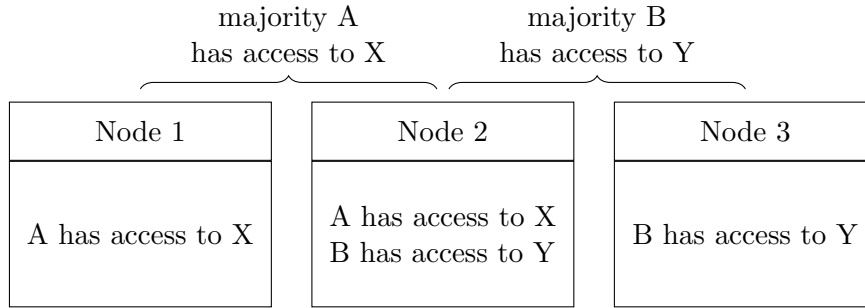 majority A
has access to X
majority B
has access to Y
Node 1
Node 2
Node 3
A has access to X
A has access to X
B has access to Y
B has access to Y